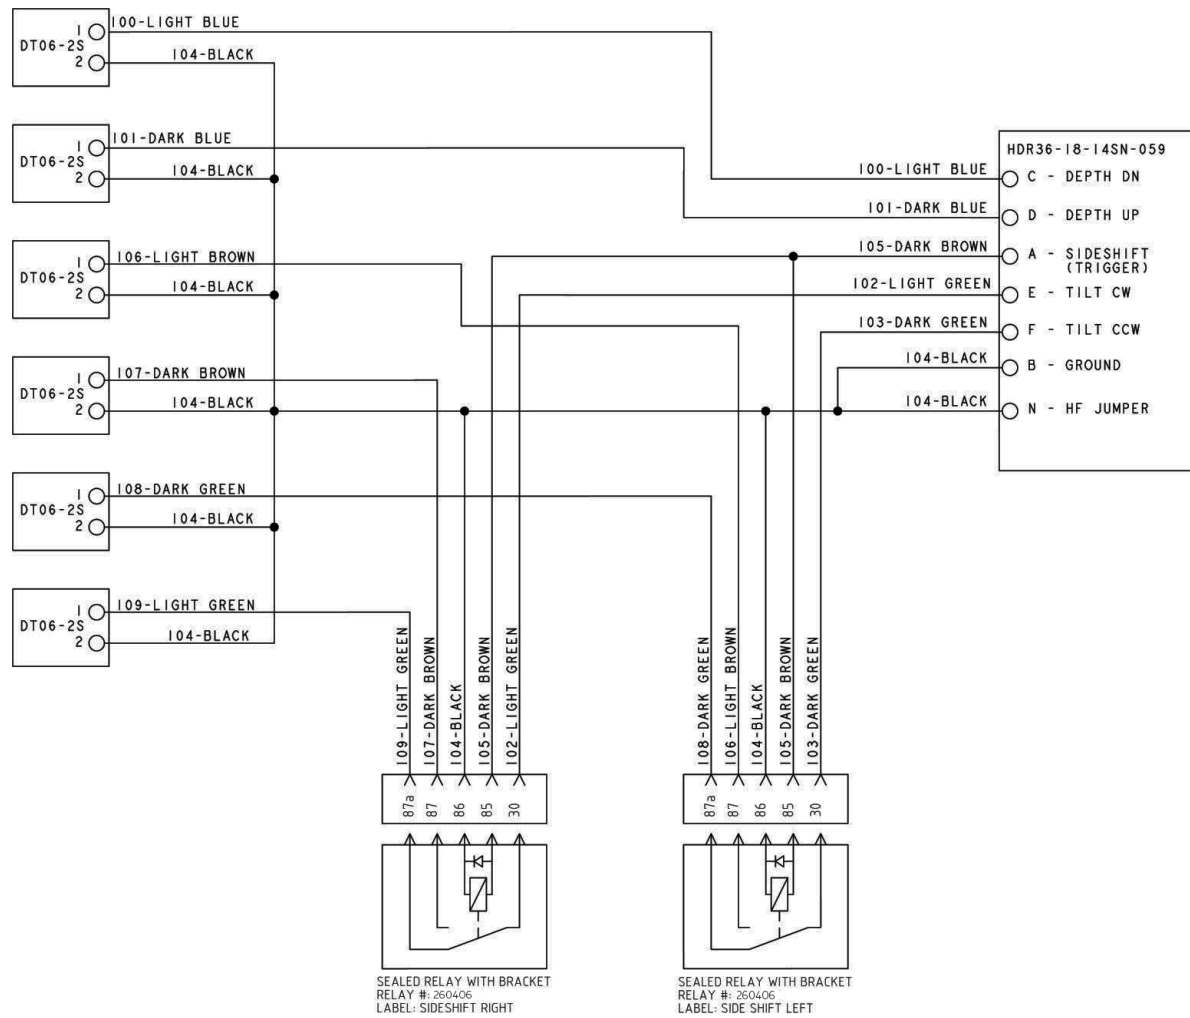 100-LIGHT BLUE
1
DT06-2S
2
104-BLACK
101-DARK BLUE
1
DT06-2S
2
104-BLACK
106-LIGHT BROWN
1
DT06-2S
2
104-BLACK
107-DARK BROWN
1
DT06-2S
2
104-BLACK
108-DARK GREEN
1
DT06-2S
2
104-BLACK
109-LIGHT GREEN
1
DT06-2S
2
104-BLACK
HDR36-18-14SN-059
100-LIGHT BLUE
C - DEPTH DN
101-DARK BLUE
D - DEPTH UP
105-DARK BROWN
A - SIDESHIFT
(TRIGGER)
102-LIGHT GREEN
E - TILT CW
103-DARK GREEN
F - TILT CCW
104-BLACK
B - GROUND
104-BLACK
N - HF JUMPER
109-LIGHT GREEN
107-DARK BROWN
104-BLACK
105-DARK BROWN
102-LIGHT GREEN
87a
87
86
85
30
SEALED RELAY WITH BRACKET
RELAY #: 260406
LABEL: SIDESHIFT RIGHT
108-DARK GREEN
106-LIGHT BROWN
104-BLACK
105-DARK BROWN
103-DARK GREEN
87a
87
86
85
30
SEALED RELAY WITH BRACKET
RELAY #: 260406
LABEL: SIDE SHIFT LEFT